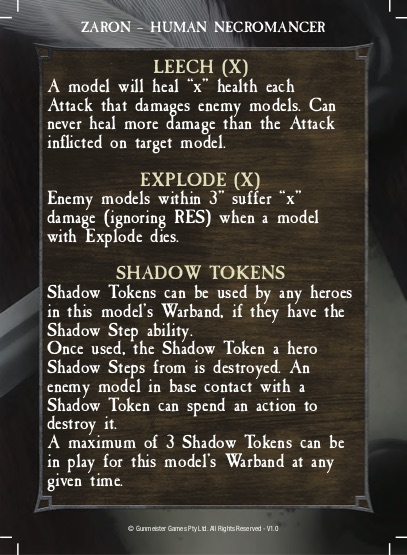 ZARON - HUMAN NECROMANCER
LEECH (X)
A model will heal "x" health each
Attack that damages enemy models. Can
never heal more damage than the Attack
inflicted on target model.
EXPLODE (X)
Enemy models within 3" suffer "x"
damage (ignoring RES) when a model
with Explode dies.
SHADOW TOKENS
Shadow Tokens can be used by any heroes
in this model's Warband, if they have the
Shadow Step ability.
Once used, the Shadow Token a hero
Shadow Steps from is destroyed. An
enemy model in base contact with a
Shadow Token can spend an action to
destroy it.
A maximum of 3 Shadow Tokens can be
in play for this model's Warband at any
given time.
© Gunmeister Games Pty Ltd. All Rights Reserved - V1.0